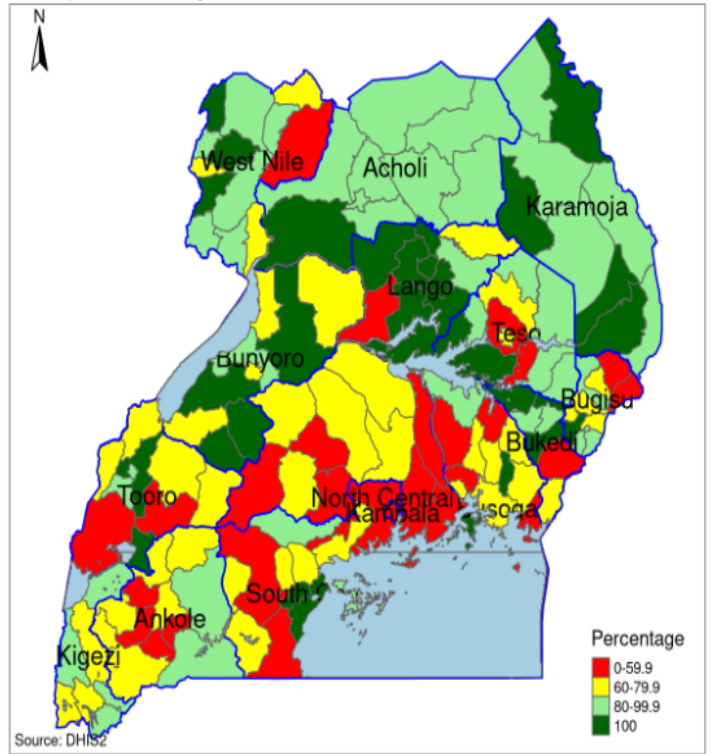 N
West Nile
Acholi
Karamoja
Lango
Teso
Bunyoro
Bugisu
Bukedi
Tooro
North Central
Kampala
usoga
South C
Ankole
Kigezi
Percentage
0-59.9
60-79.9
80-99.9
100
Source: DHIS2